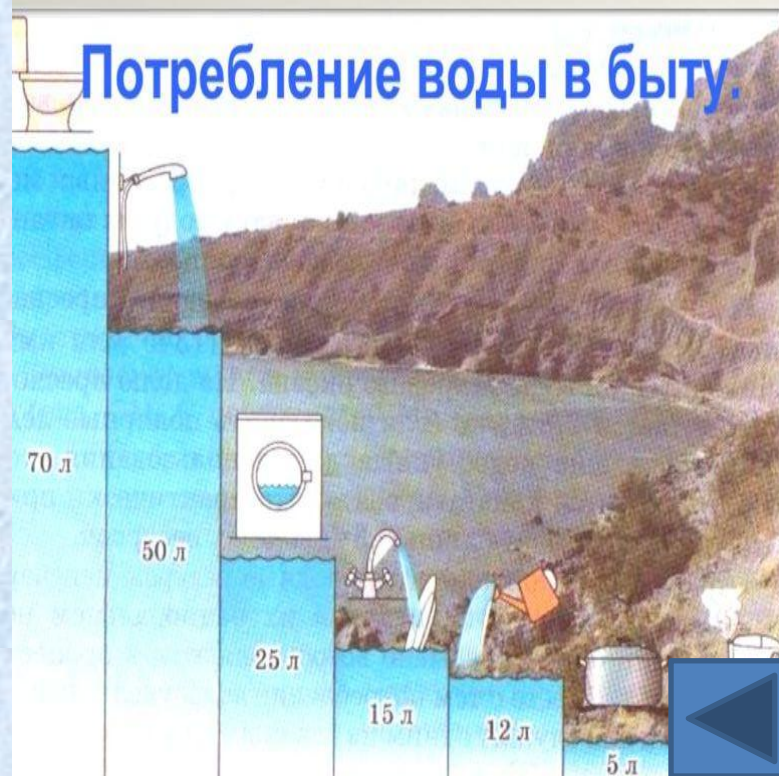 Потребление воды в быту.
70 л
50 л
25 л
15 л
12 л
5 л